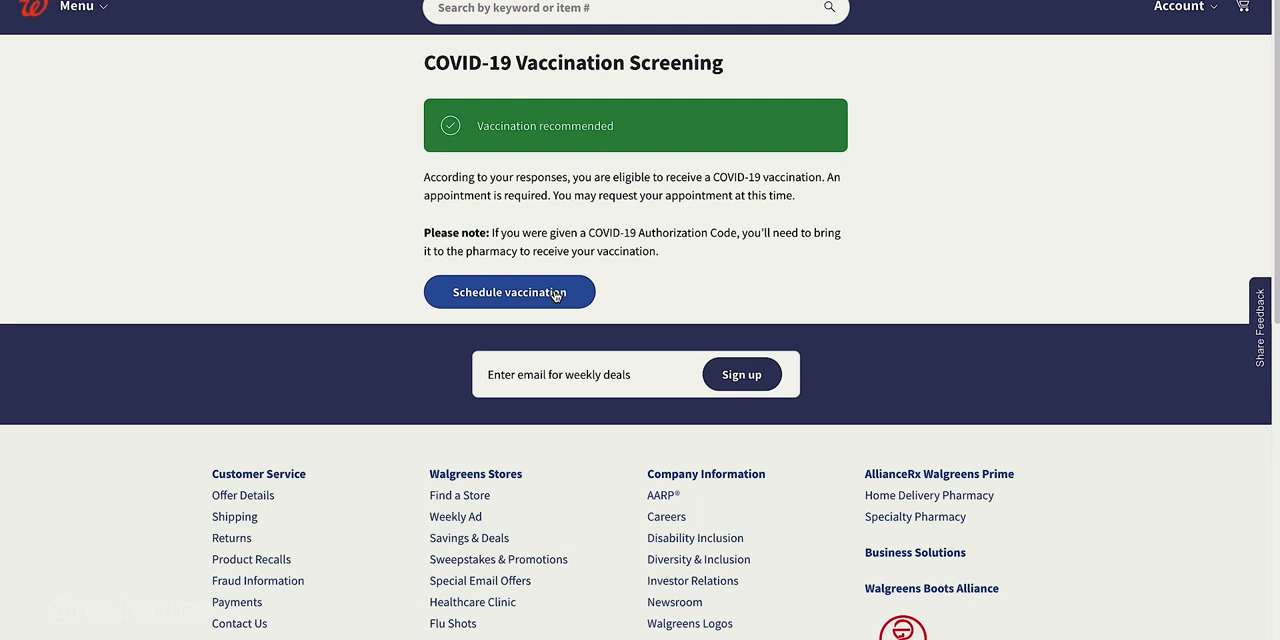 Menu
Search by keyword or item #
Account
COVID-19 Vaccination Screening
Vaccination recommended
According to your responses, you are eligible to receive a COVID-19 vaccination. An
appointment is required. You may request your appointment at this time.
Please note: If you were given a COVID-19 Authorization Code, you’ll need to bring
it to the pharmacy to receive your vaccination.
Schedule vaccination
Share Feedback
Enter email for weekly deals
Sign up
Customer Service
Offer Details
Shipping
Returns
Product Recalls
Fraud Information
Payments
Contact Us
Walgreens Stores
Find a Store
Weekly Ad
Savings & Deals
Sweepstakes & Promotions
Special Email Offers
Healthcare Clinic
Flu Shots
Company Information
AARP®
Careers
Disability Inclusion
Diversity & Inclusion
Investor Relations
Newsroom
Walgreens Logos
AllianceRx Walgreens Prime
Home Delivery Pharmacy
Specialty Pharmacy
Business Solutions
Walgreens Boots Alliance